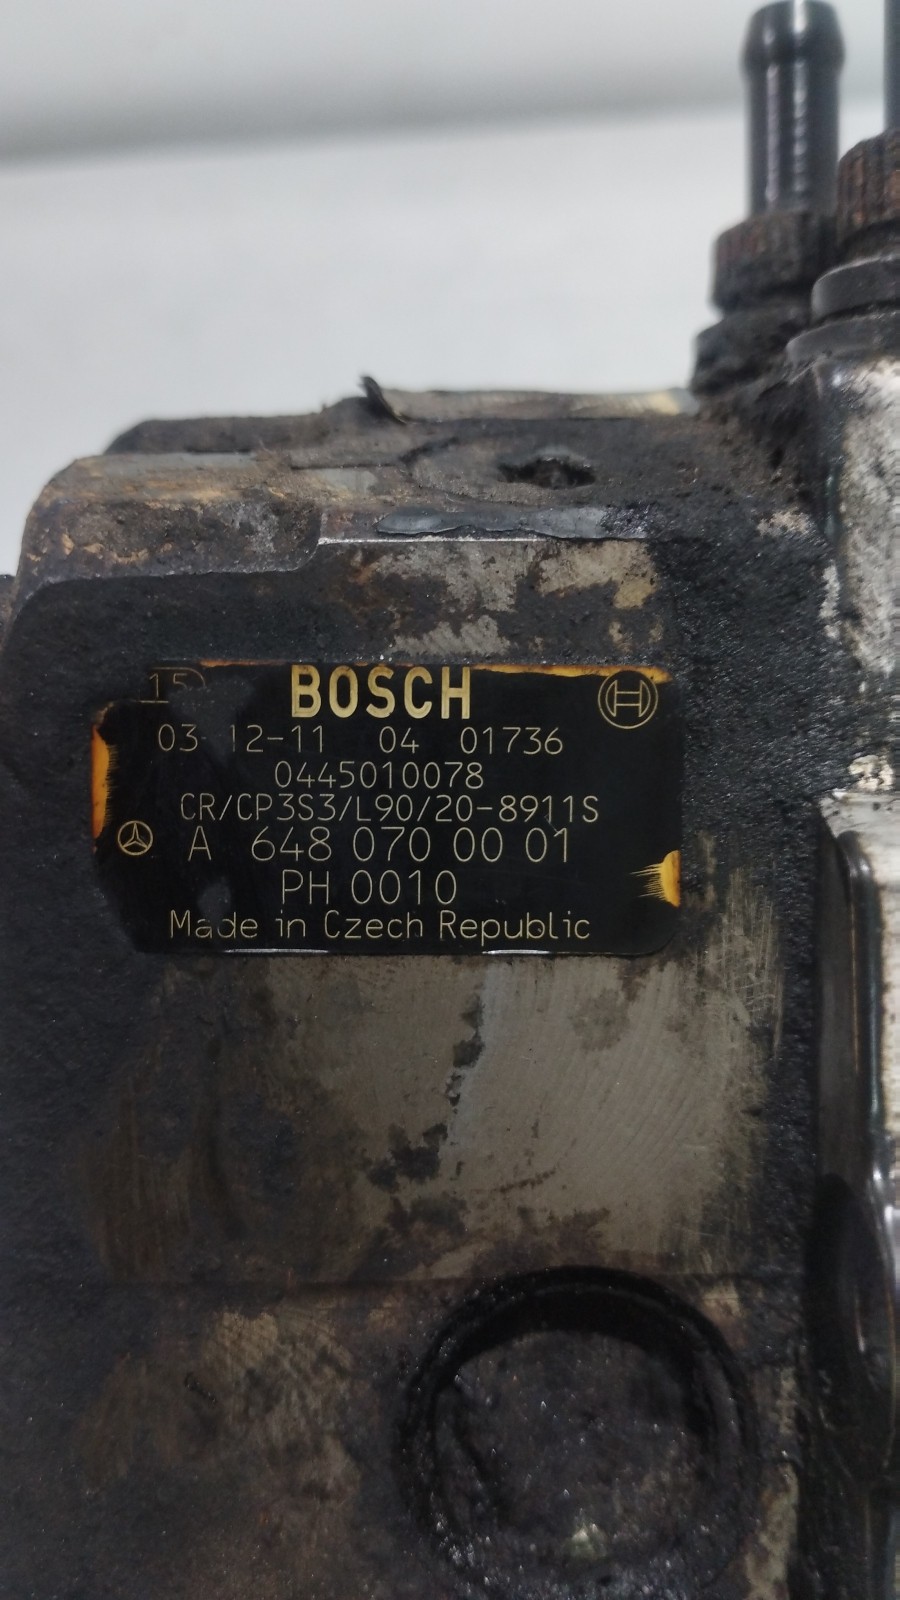 15
BOSCH
03-12-11 04 01736
0445010078
CR/CP3S3/L90/20-8911S
A 648 070 00 01
PH 0010
Made in Czech Republic